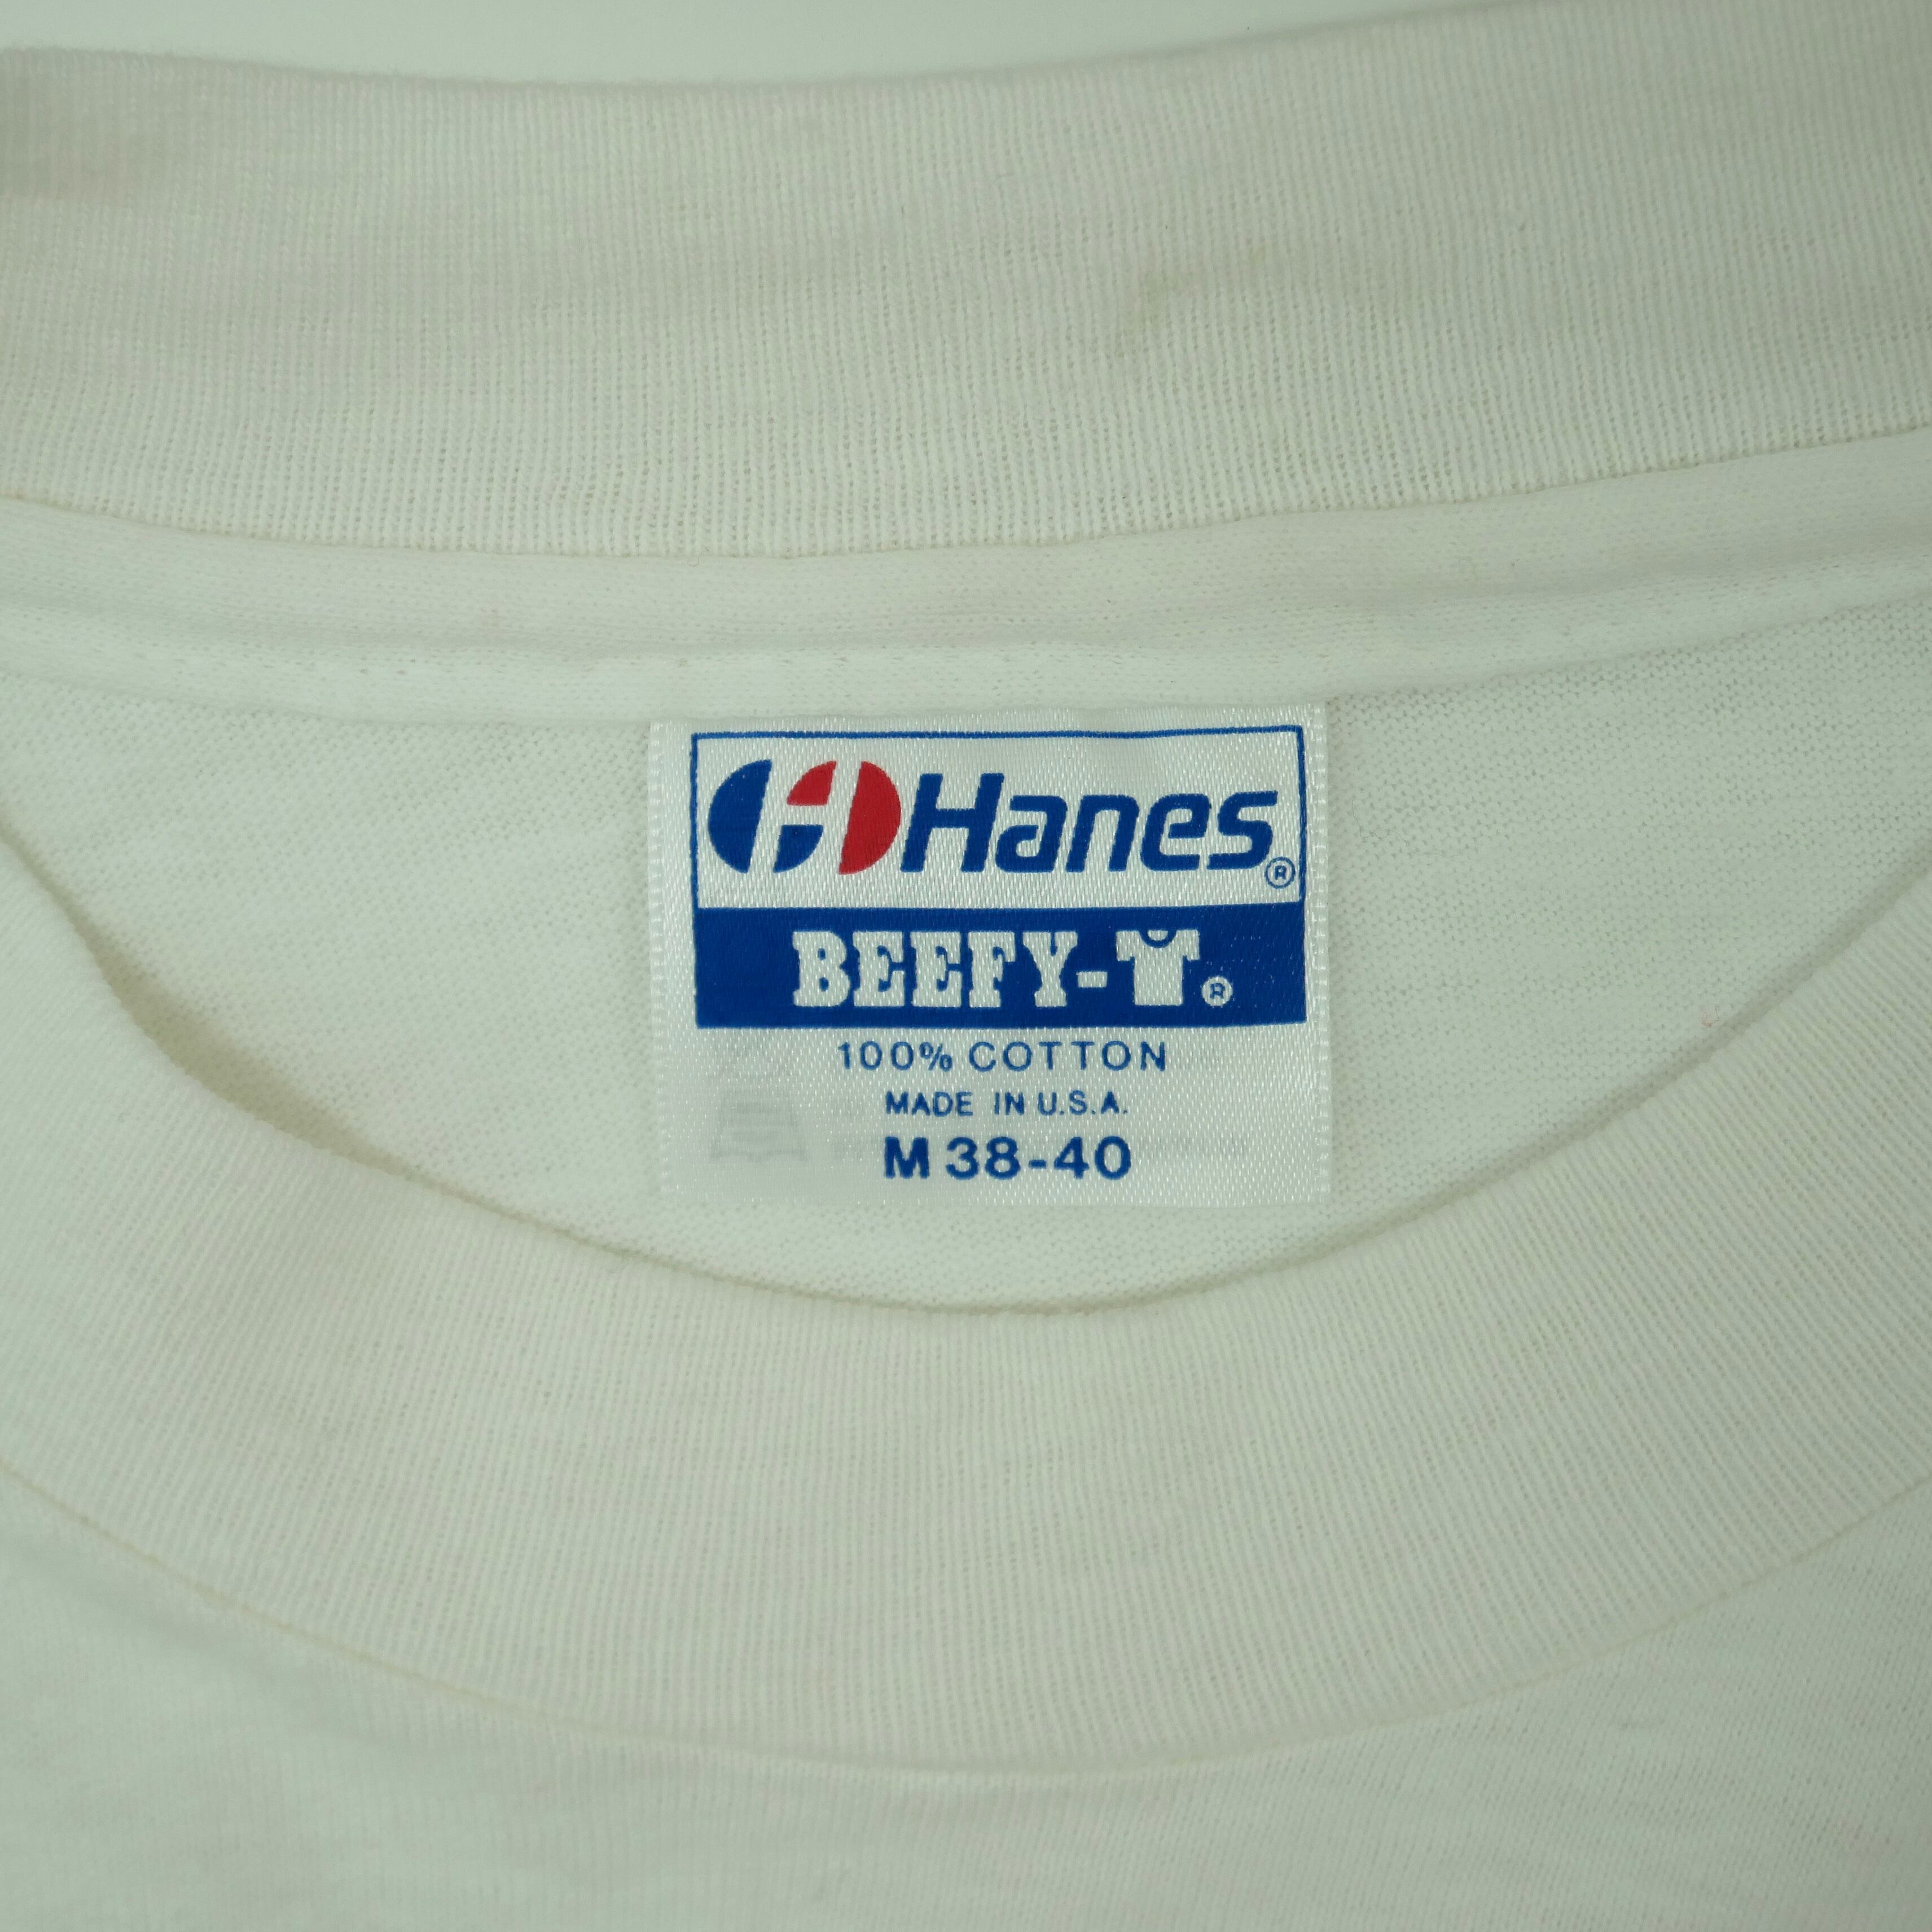 Hanes®
BEEFY-T®
100% COTTON
MADE IN U.S.A.
M 38-40